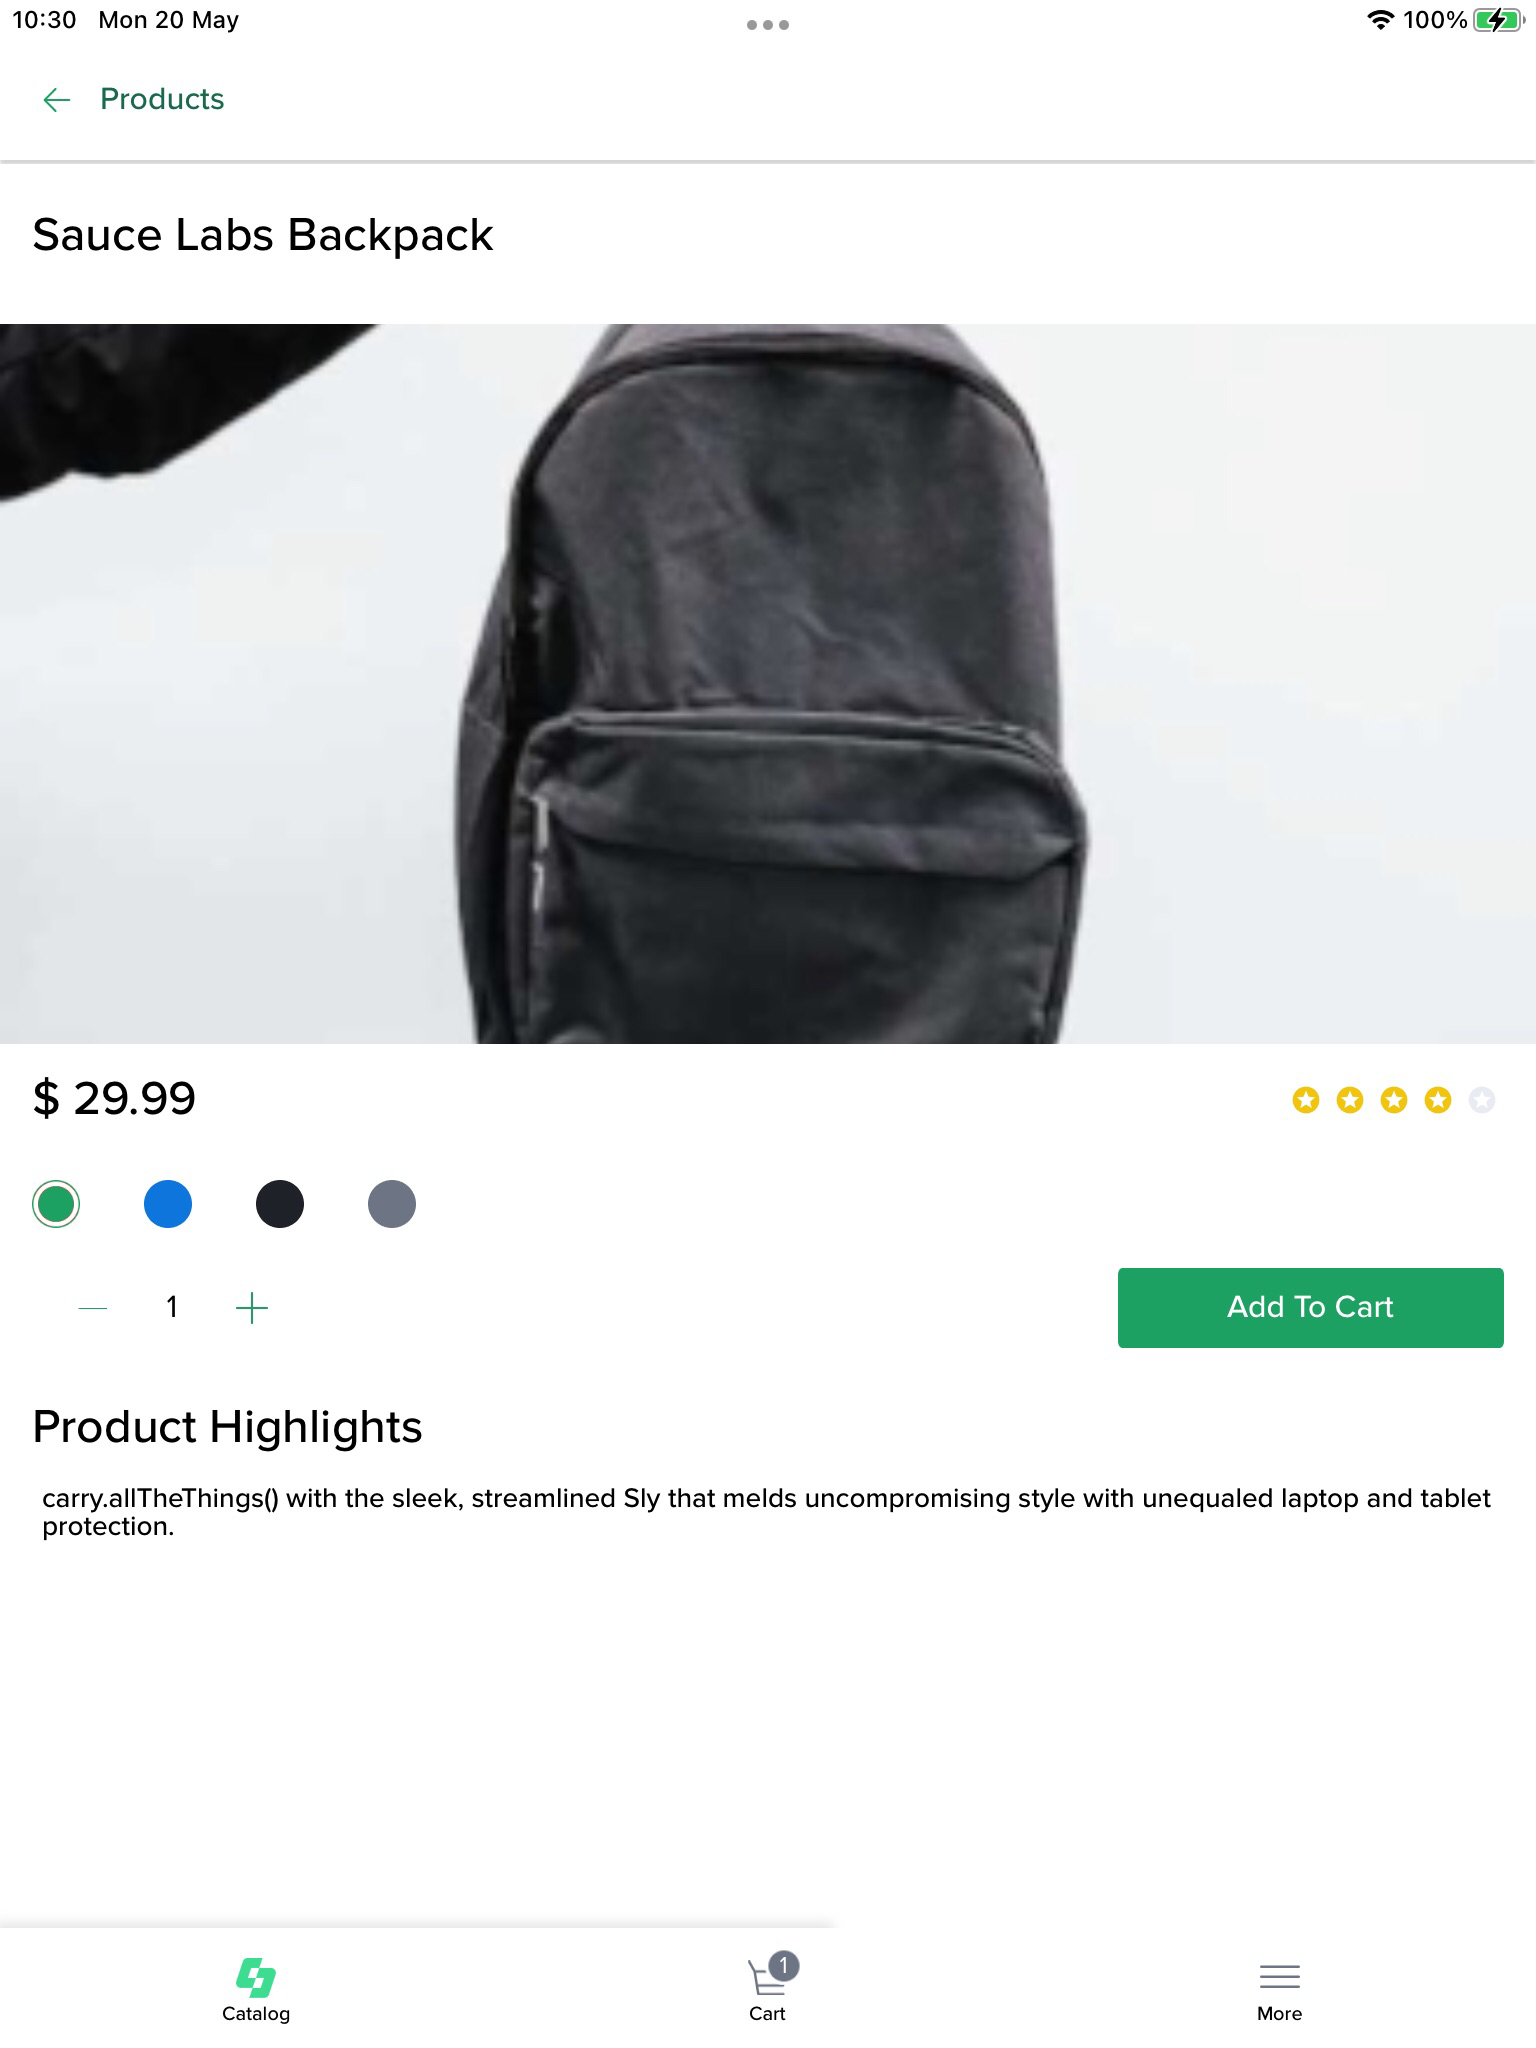 10:30 Mon 20 May
100%
Products
Sauce Labs Backpack
$ 29.99
1
Add To Cart
Product Highlights
carry.allTheThings() with the sleek, streamlined Sly that melds uncompromising style with unequaled laptop and tablet
protection.
1
Catalog
Cart
More